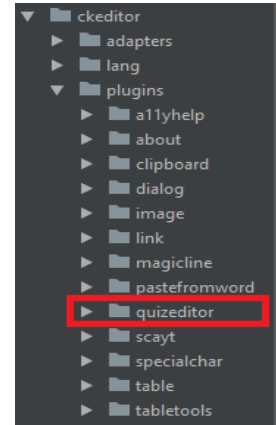 ckeditor
adapters
lang
plugins
a11yhelp
about
clipboard
dialog
image
link
magicline
pastefromword
quizeditor
scayt
specialchar
table
tabletools